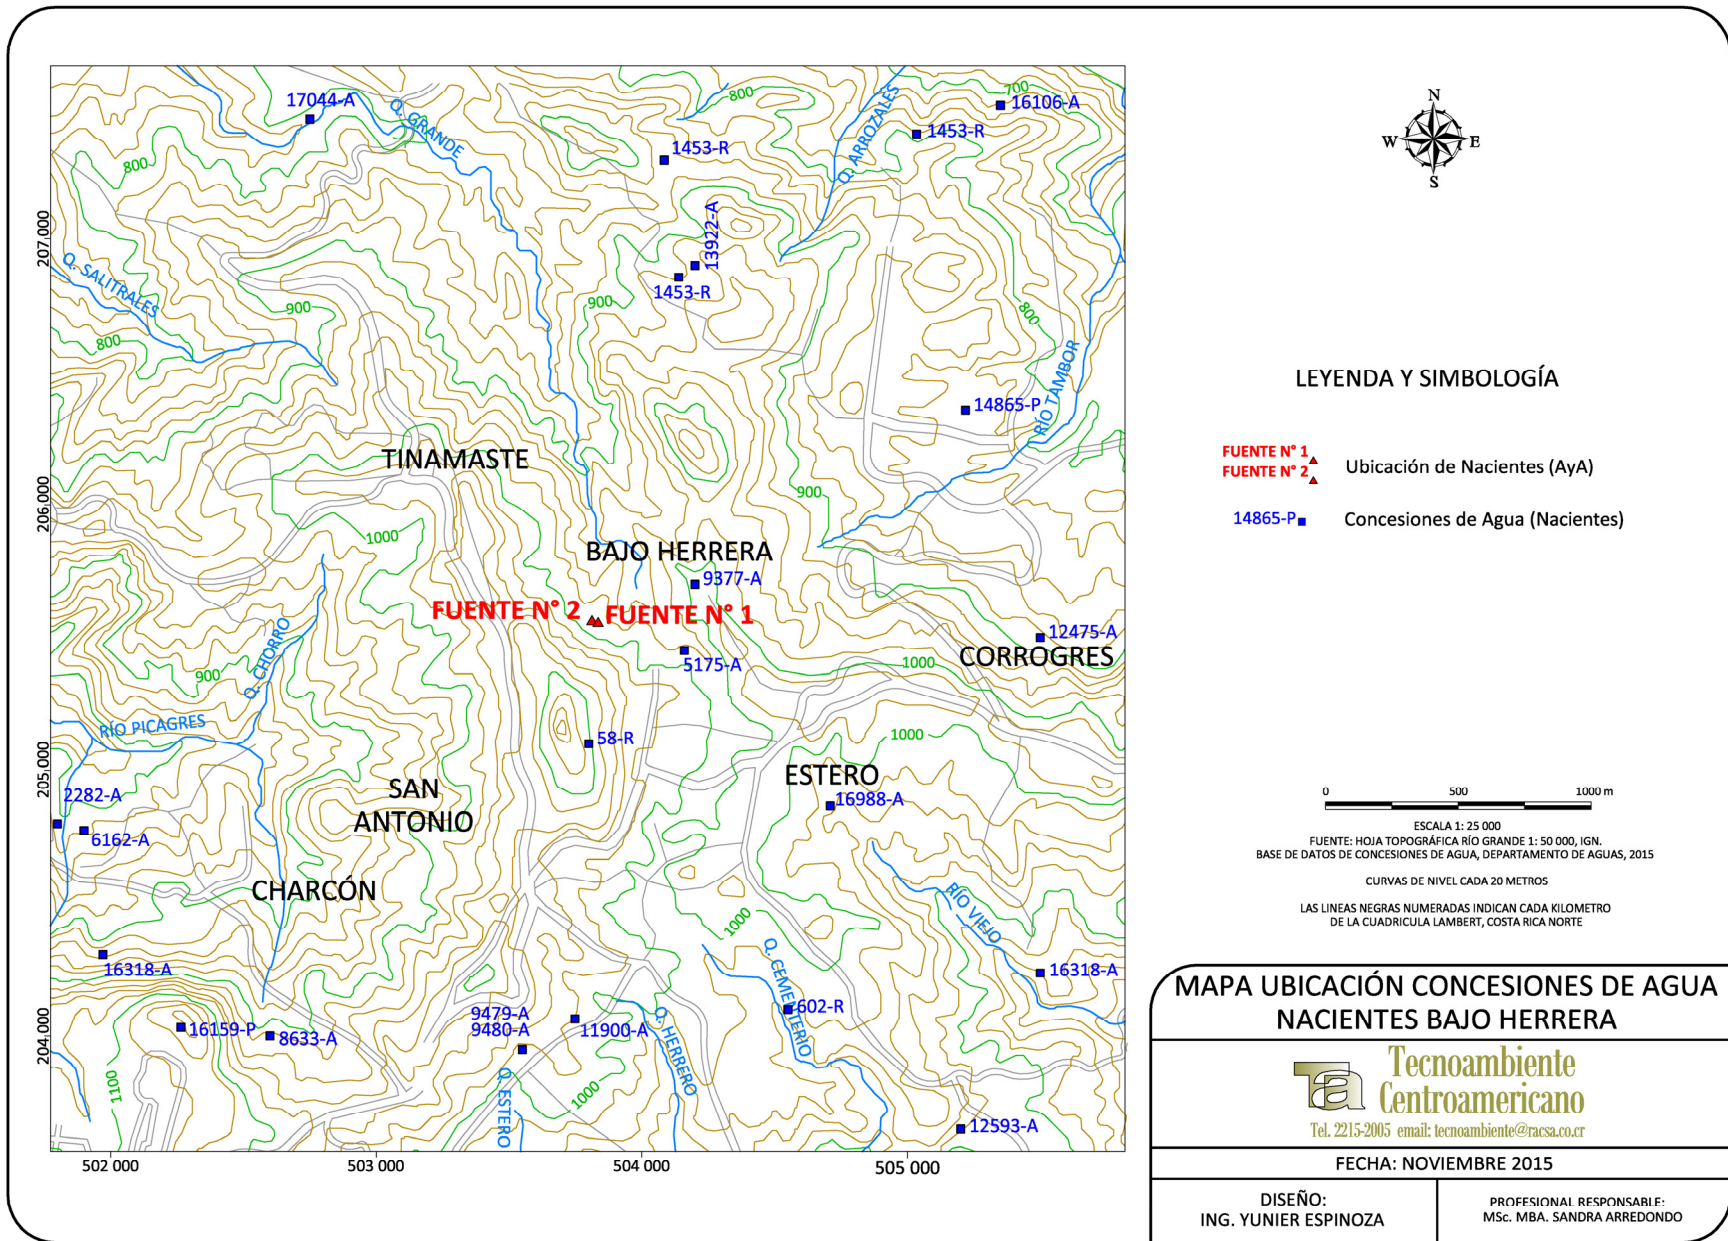 17044-A
Q. GRANDE
800
Q. ARROZALES
700
16106-A
1453-R
1453-R
800
13922-A
1453-R
207 000
Q. SALITRALES
900
900
800
800
RÍO TAMBOR
14865-P
TINAMASTE
900
206 000
1000
BAJO HERRERA
9377-A
FUENTE N° 2
FUENTE N° 1
12475-A
CORROGRES
5175-A
1000
Q. CHORRO
900
RÍO PICAGRES
58-R
1000
205 000
ESTERO
16988-A
SAN
ANTONIO
2282-A
6162-A
CHARCÓN
RÍO VIEJO
1000
Q. CEMENTERIO
16318-A
16318-A
602-R
9479-A
9480-A
11900-A
Q. HERRERO
16159-P
8633-A
204 000
1100
1000
Q. ESTERO
12593-A
502 000
503 000
504 000
505 000
N
W
E
S
LEYENDA Y SIMBOLOGÍA
FUENTE N° 1
FUENTE N° 2
Ubicación de Nacientes (AyA)
14865-P
Concesiones de Agua (Nacientes)
0 500 1000 m
ESCALA 1: 25 000
FUENTE: HOJA TOPOGRÁFICA RÍO GRANDE 1: 50 000, IGN.
BASE DE DATOS DE CONCESIONES DE AGUA, DEPARTAMENTO DE AGUAS, 2015
CURVAS DE NIVEL CADA 20 METROS
LAS LINEAS NEGRAS NUMERADAS INDICAN CADA KILOMETRO
DE LA CUADRICULA LAMBERT, COSTA RICA NORTE
MAPA UBICACIÓN CONCESIONES DE AGUA
NACIENTES BAJO HERRERA
Ta
Tecnoambiente
Centroamericano
Tel. 2215-2005 email: tecnoambiente@racsa.co.cr
FECHA: NOVIEMBRE 2015
DISEÑO:
ING. YUNIER ESPINOZA
PROFESIONAL RESPONSABLE:
MSc. MBA. SANDRA ARREDONDO